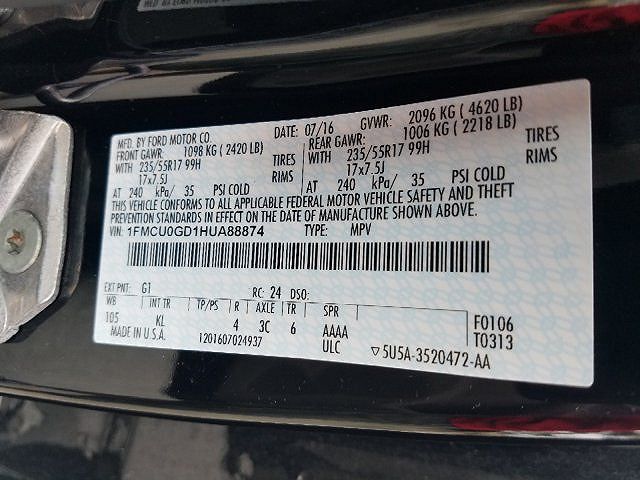 MFD. BY FORD MOTOR CO. DATE: 07/16 GVWR: 2096 KG ( 4620 LB)
FRONT GAWR: 1098 KG ( 2420 LB) REAR GAWR: 1006 KG ( 2218 LB)
WITH 235/55R17 99H TIRES WITH 235/55R17 99H TIRES
17x7.5J RIMS 17x7.5J RIMS
AT 240 kPa/ 35 PSI COLD AT 240 kPa/ 35 PSI COLD
THIS VEHICLE CONFORMS TO ALL APPLICABLE FEDERAL MOTOR VEHICLE SAFETY AND THEFT
PREVENTION STANDARDS IN EFFECT ON THE DATE OF MANUFACTURE SHOWN ABOVE.
VIN: 1FMCU0GD1HUA88874 TYPE: MPV
EXT PNT: G1 RC: 24 DSO:
WB INT TR TP/PS R AXLE TR SPR
105 KL 4 3C 6 AAAA F0106
MADE IN U.S.A. 1201607024937 ULC T0313
▽5U5A-3520472-AA